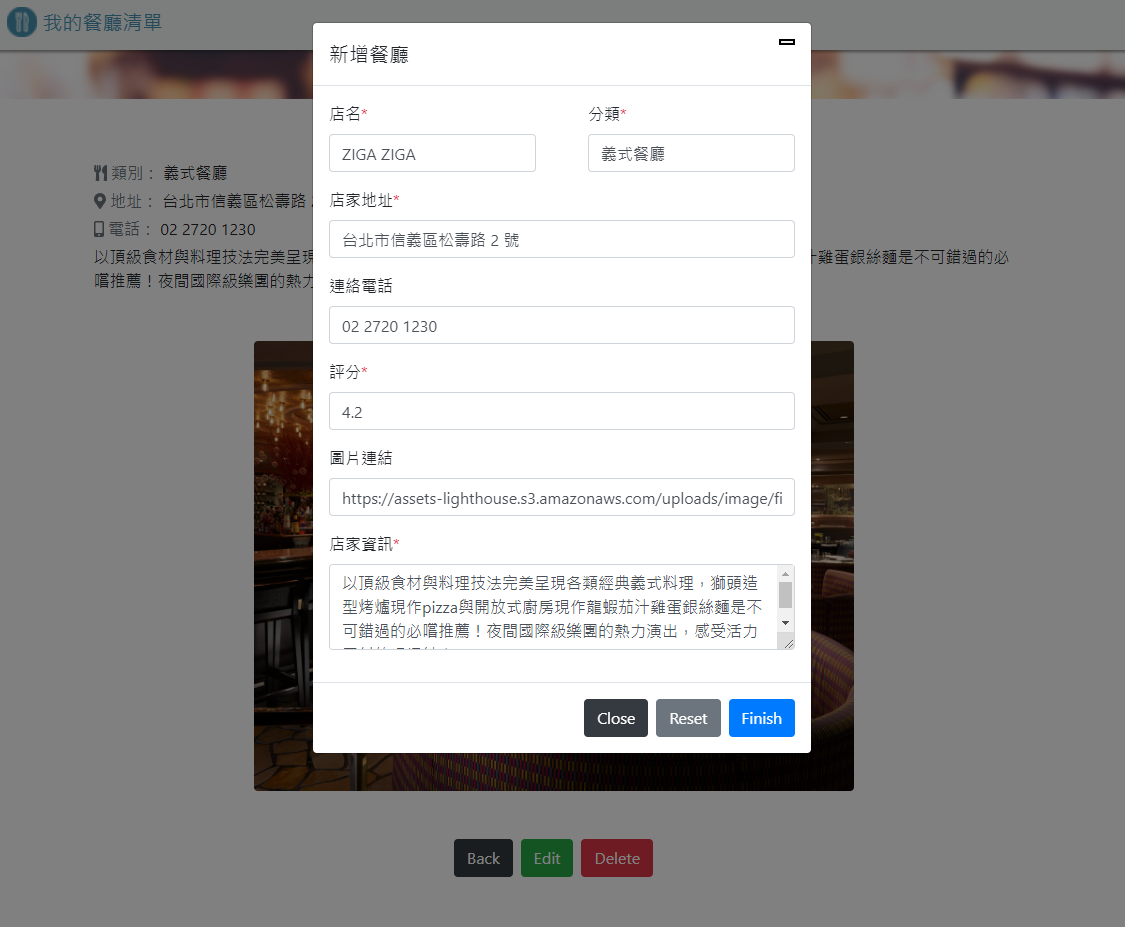 我的餐廳清單
新增餐廳
店名* 分類*
ZIGA ZIGA 義式餐廳
店家地址*
台北市信義區松壽路 2 號
連絡電話
02 2720 1230
評分*
4.2
圖片連結
https://assets-lighthouse.s3.amazonaws.com/uploads/image/fi
店家資訊*
以頂級食材與料理技法完美呈現各類經典義式料理，獅頭造
型烤爐現作pizza與開放式廚房現作龍蝦茄汁雞蛋銀絲麵是不
可錯過的必嚐推薦！夜間國際級樂團的熱力演出，感受活力
Close Reset Finish
類別： 義式餐廳
地址： 台北市信義區松壽路
電話： 02 2720 1230
以頂級食材與料理技法完美呈現 汁雞蛋銀絲麵是不可錯過的必
嚐推薦！夜間國際級樂團的熱力
Back Edit Delete